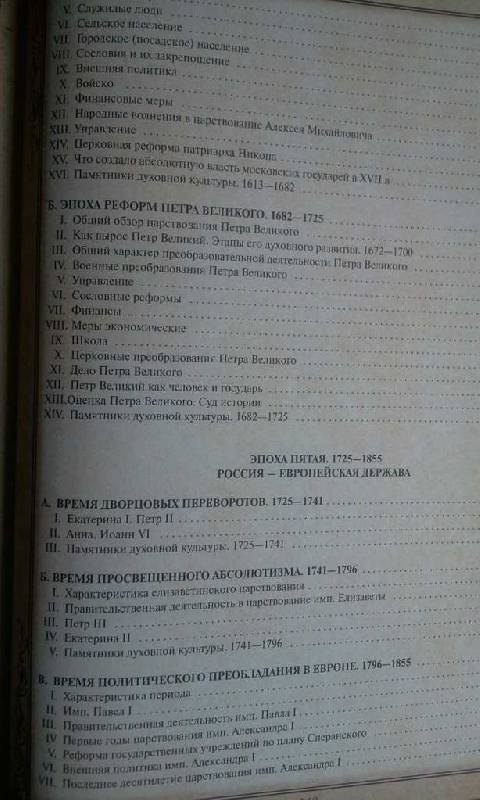 V. Служилые люди
VI. Сельское население
VII. Городское (посадское) население
VIII. Сословия и их закрепощение
IX. Внешняя политика
X. Войско
XI. Финансовые меры
XII. Народные волнения в царствование Алексея Михайловича
XIII. Управление
XIV. Церковная реформа патриарха Никона
XV. Что создало абсолютную власть московских государей в XVII в
XVI. Памятники духовной культуры. 1613—1682
Б. ЭПОХА РЕФОРМ ПЕТРА ВЕЛИКОГО. 1682—1725
I. Общий обзор царствования Петра Великого
II. Как вырос Петр Великий. Этапы его духовного развития. 1672—1700
III. Общий характер преобразовательной деятельности Петра Великого
IV. Военные преобразования Петра Великого
V. Управление
VI. Сословные реформы
VII. Финансы
VIII. Меры экономические
IX. Школа
X. Церковные преобразования Петра Великого
XI. Дело Петра Великого
XII. Петр Великий как человек и государь
XIII. Оценка Петра Великого. Суд истории
XIV. Памятники духовной культуры. 1682—1725
ЭПОХА ПЯТАЯ. 1725—1855
РОССИЯ — ЕВРОПЕЙСКАЯ ДЕРЖАВА
А. ВРЕМЯ ДВОРЦОВЫХ ПЕРЕВОРОТОВ. 1725—1741
I. Екатерина I. Петр II
II. Анна. Иоанн VI
III. Памятники духовной культуры. 1725—1741
Б. ВРЕМЯ ПРОСВЕЩЕННОГО АБСОЛЮТИЗМА. 1741—1796
I. Характеристика елизаветинского царствования
II. Правительственная деятельность в царствование имп. Елизаветы
III. Петр III
IV. Екатерина II
V. Памятники духовной культуры. 1741—1796
В. ВРЕМЯ ПОЛИТИЧЕСКОГО ПРЕОБЛАДАНИЯ В ЕВРОПЕ. 1796—1855
I. Характеристика периода
II. Имп. Павел I
III. Правительственная деятельность имп. Павла I
IV. Первые годы царствования имп. Александра I
V. Реформа государственных учреждений по плану Сперанского
VI. Внешняя политика имп. Александра I
VII. Последнее десятилетие царствования имп. Александра I